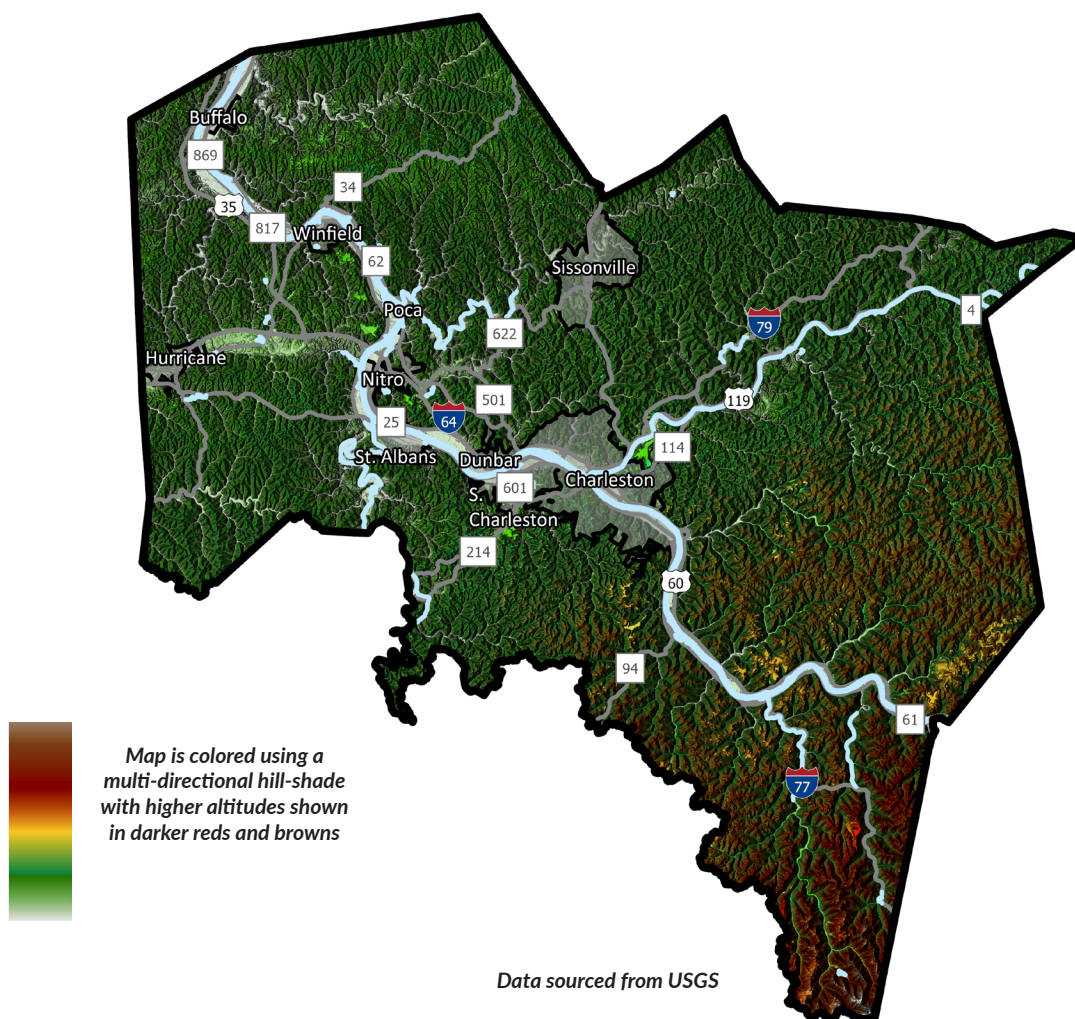 Buffalo
869
34
35
817
Winfield
62
Sissonville
Poca
4
622
79
Hurricane
Nitro
119
501
25
64
114
St. Albans
Dunbar
Charleston
601
S.
Charleston
214
60
94
61
77
Map is colored using a
multi-directional hill-shade
with higher altitudes shown
in darker reds and browns
Data sourced from USGS